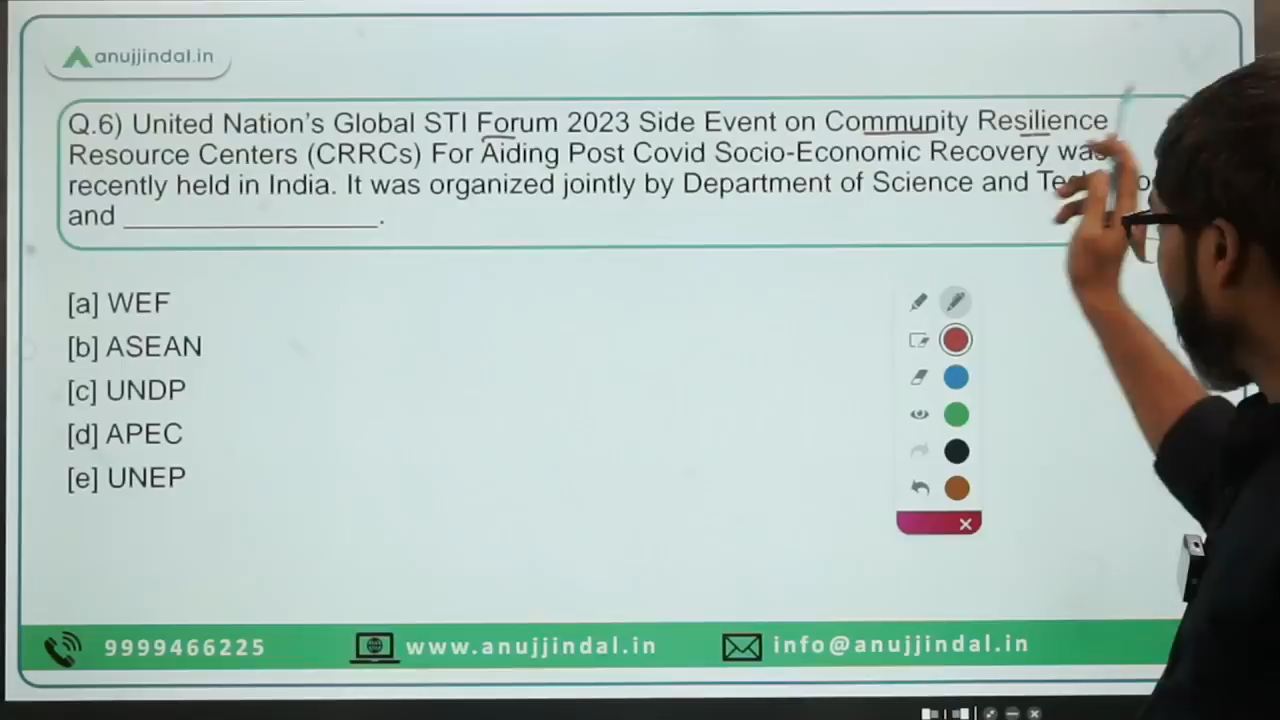 anujjindal.in
Q.6) United Nation's Global STI Forum 2023 Side Event on Community Resilience
Resource Centers (CRRCs) For Aiding Post Covid Socio-Economic Recovery was
recently held in India. It was organized jointly by Department of Science and
and __________________.
[a] WEF
[b] ASEAN
[c] UNDP
[d] APEC
[e] UNEP
9999466225 www.anujjindal.in info@anujjindal.in